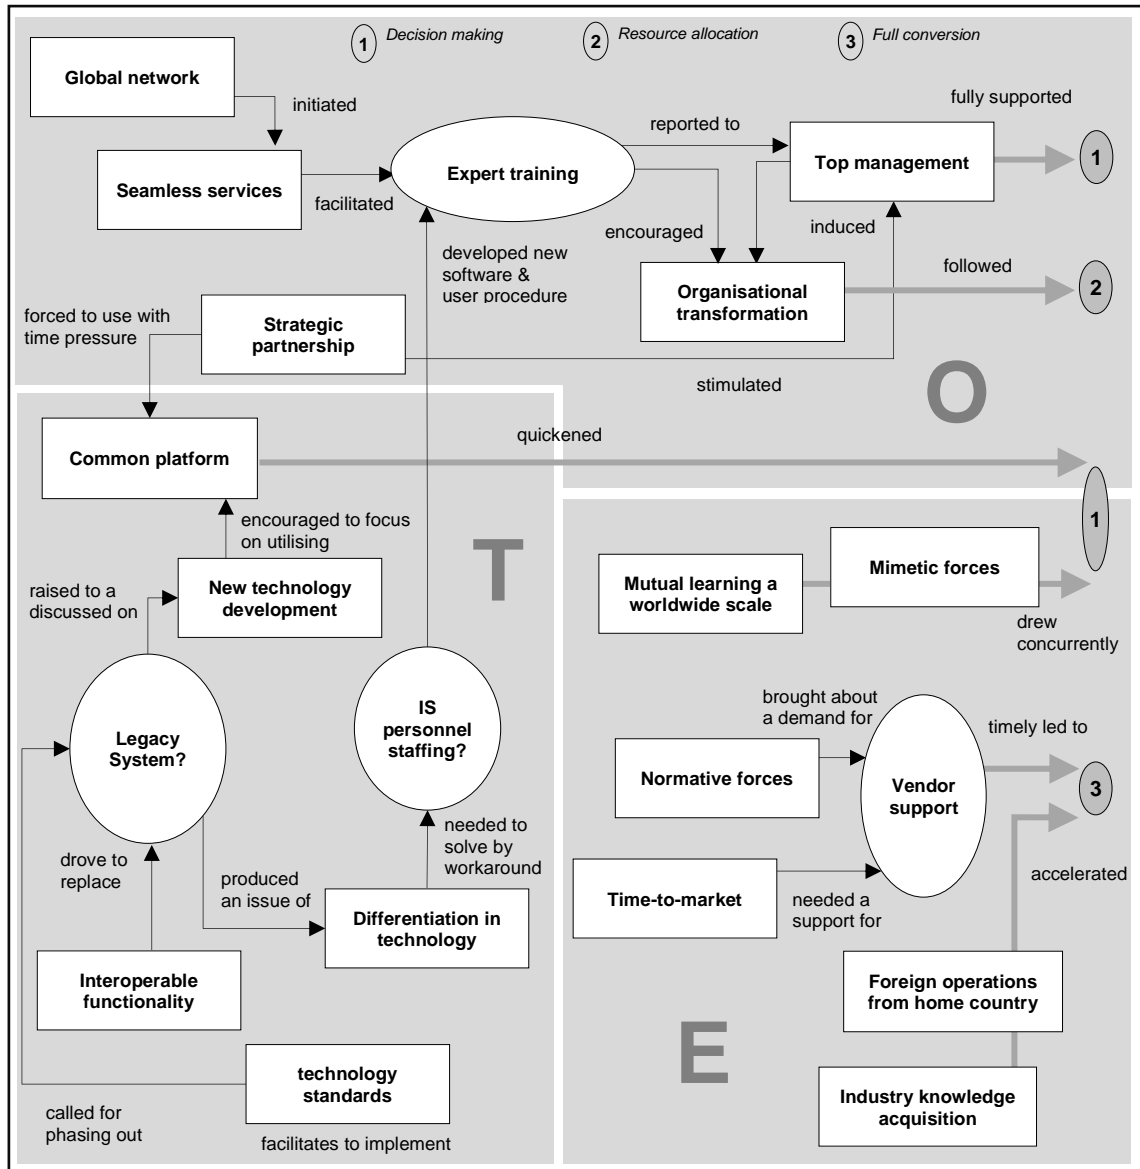 1 Decision making
2 Resource allocation
3 Full conversion
Global network
initiated
fully supported
reported to
Top management
1
Seamless services
facilitated
Expert training
encouraged
induced
developed new
software &
user procedure
Organisational
transformation
followed
2
forced to use with
time pressure
Strategic
partnership
stimulated
O
Common platform
quickened
1
encouraged to focus
on utilising
T
raised to a
discussed on
New technology
development
Mutual learning a
worldwide scale
Mimetic forces
drew
concurrently
Legacy
System?
IS
personnel
staffing?
brought about
a demand for
timely led to
Normative forces
Vendor
support
3
drove to
replace
needed to
solve by
workaround
produced
an issue of
accelerated
Time-to-market
needed a
support for
Differentiation in
technology
Interoperable
functionality
Foreign operations
from home country
E
technology
standards
Industry knowledge
acquisition
called for
phasing out
facilitates to implement